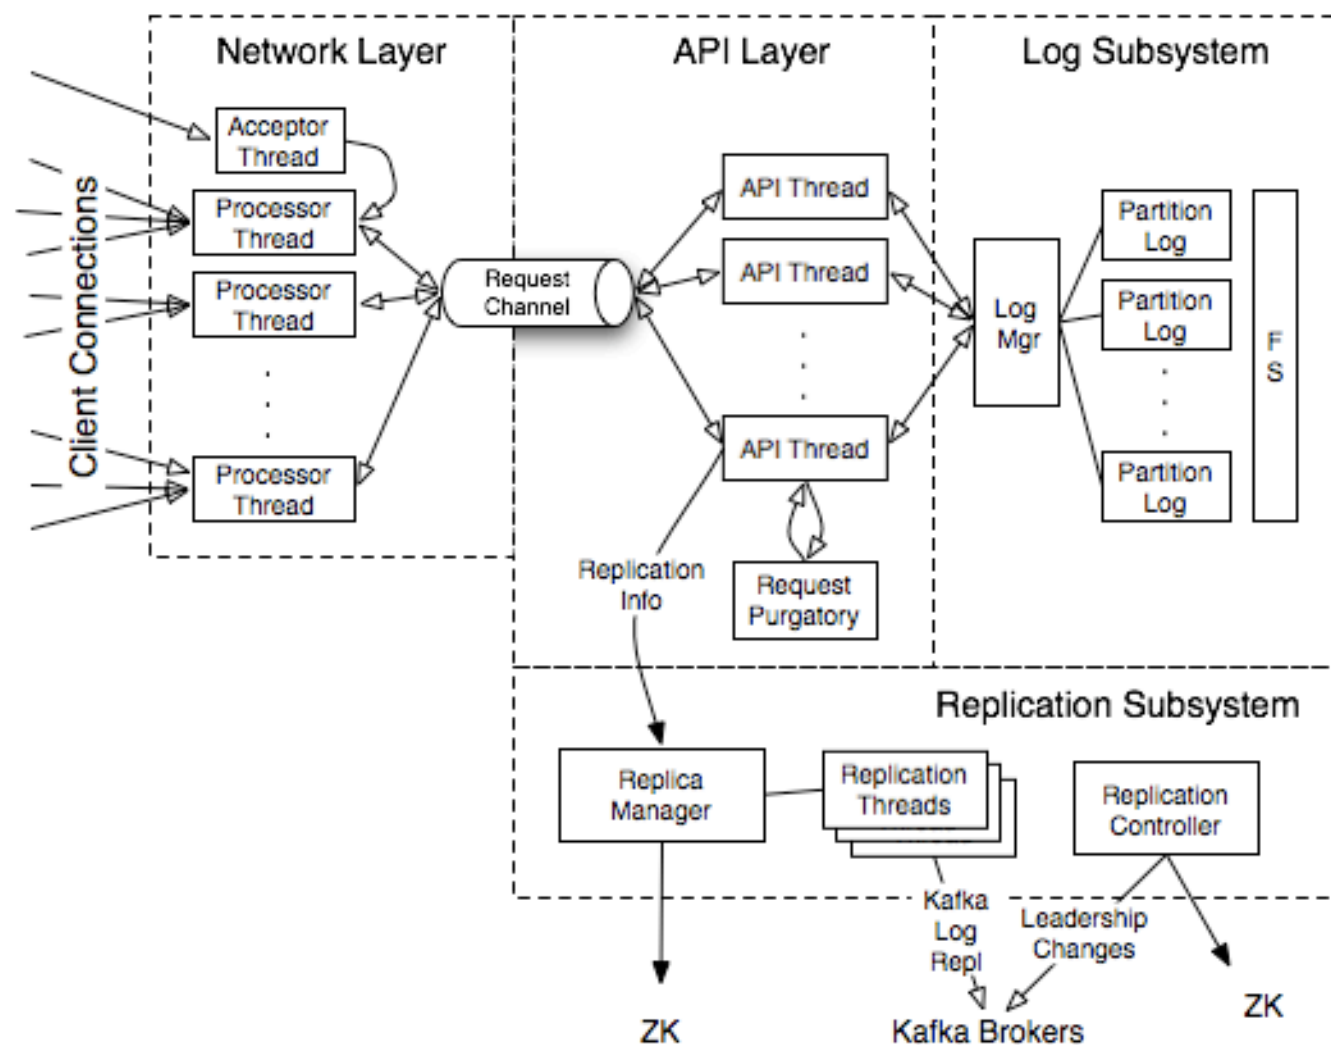 Network Layer
API Layer
Log Subsystem
Client Connections
Acceptor
Thread
Processor
Thread
Processor
Thread
Processor
Thread
Request
Channel
API Thread
API Thread
API Thread
Request
Purgatory
Log
Mgr
Partition
Log
Partition
Log
Partition
Log
F
S
Replication
Info
Replication Subsystem
Replica
Manager
Replication
Threads
Replication
Controller
Kafka
Log
Repl
Leadership
Changes
ZK
Kafka Brokers
ZK